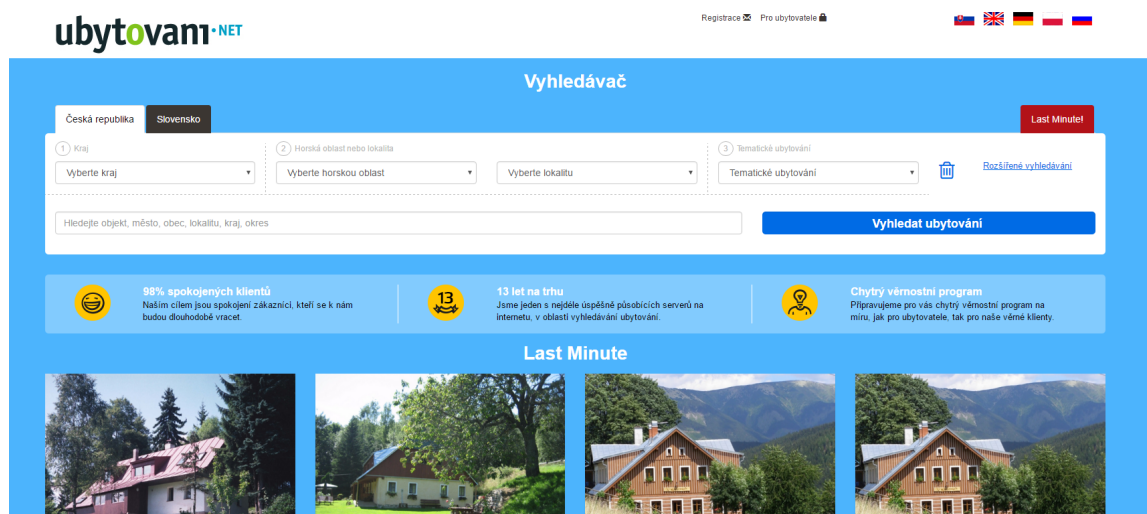 ubytovani•NET
Registrace
Pro ubytovatele
Vyhledávač
Česká republika
Slovensko
Last Minute!
1 Kraj
2 Horská oblast nebo lokalita
3 Tematické ubytování
Vyberte kraj
Vyberte horskou oblast
Vyberte lokalitu
Tematické ubytování
Rozšířené vyhledávání
Hledejte objekt, město, obec, lokalitu, kraj, okres
Vyhledat ubytování
98% spokojených klientů
Naším cílem jsou spokojení zákazníci, kteří se k nám
budou dlouhodobě vracet.
13
13 let na trhu
Jsme jeden s nejdéle úspěšně působících serverů na
internetu, v oblasti vyhledávání ubytování.
Chytrý věrnostní program
Připravujeme pro vás chytrý věrnostní program na
míru, jak pro ubytovatele, tak pro naše věrné klienty.
Last Minute